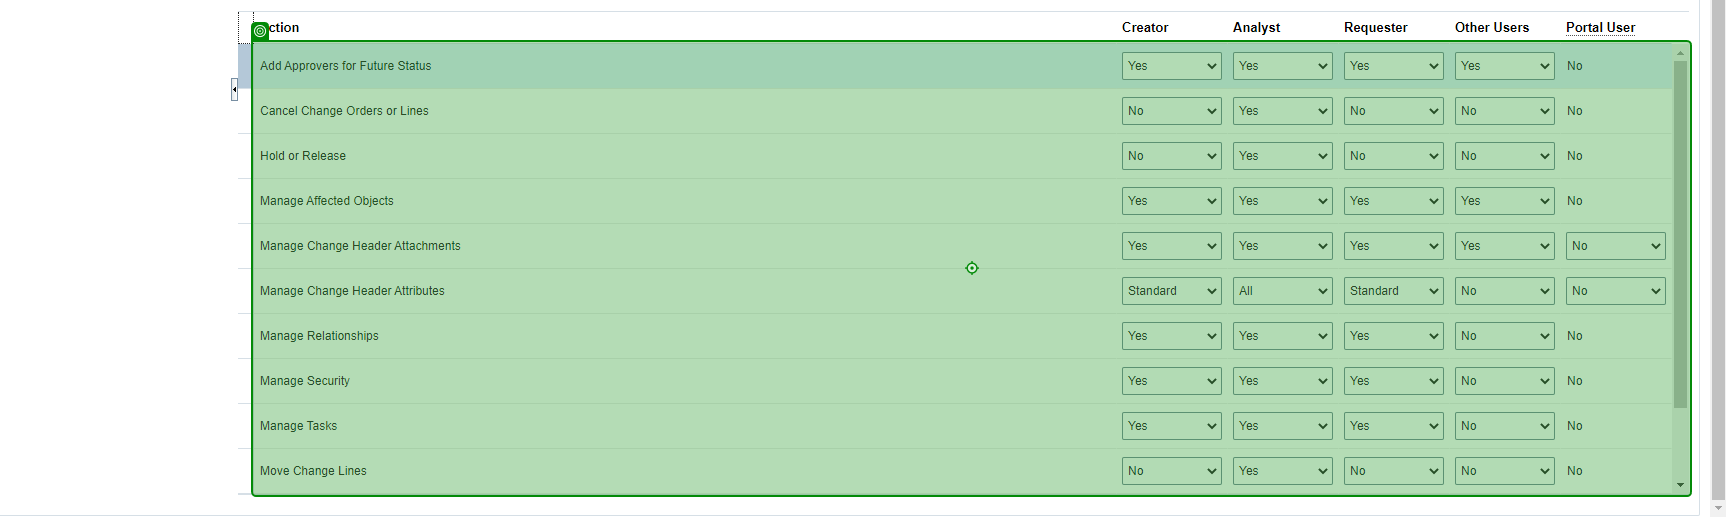 ction Creator Analyst Requester Other Users Portal User
Add Approvers for Future Status Yes Yes Yes Yes No
Cancel Change Orders or Lines No Yes No No No
Hold or Release No Yes No No No
Manage Affected Objects Yes Yes Yes Yes No
Manage Change Header Attachments Yes Yes Yes Yes No
Manage Change Header Attributes Standard All Standard No No
Manage Relationships Yes Yes Yes No No
Manage Security Yes Yes Yes No No
Manage Tasks Yes Yes Yes No No
Move Change Lines No Yes No No No